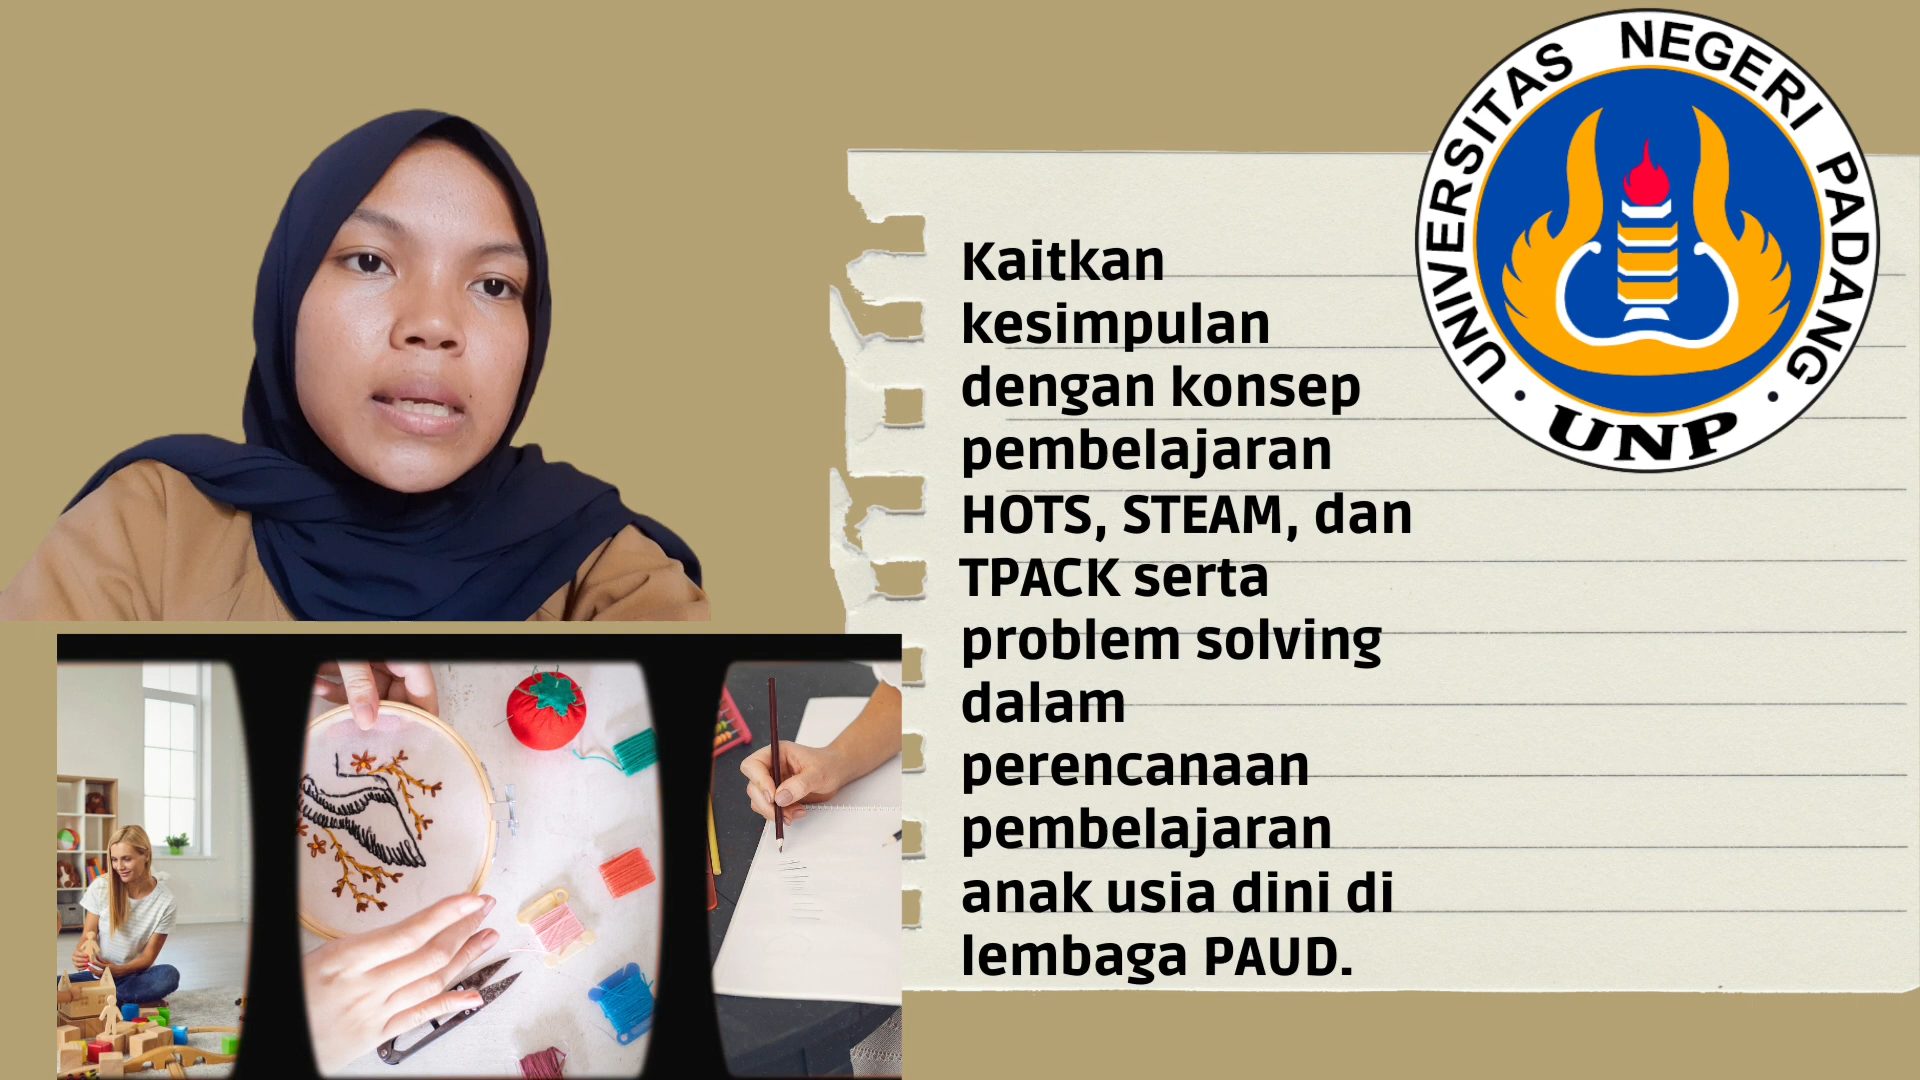 UNIVERSITAS NEGERI PADANG
UNP
Kaitkan
kesimpulan
dengan konsep
pembelajaran
HOTS, STEAM, dan
TPACK serta
problem solving
dalam
perencanaan
pembelajaran
anak usia dini di
lembaga PAUD.